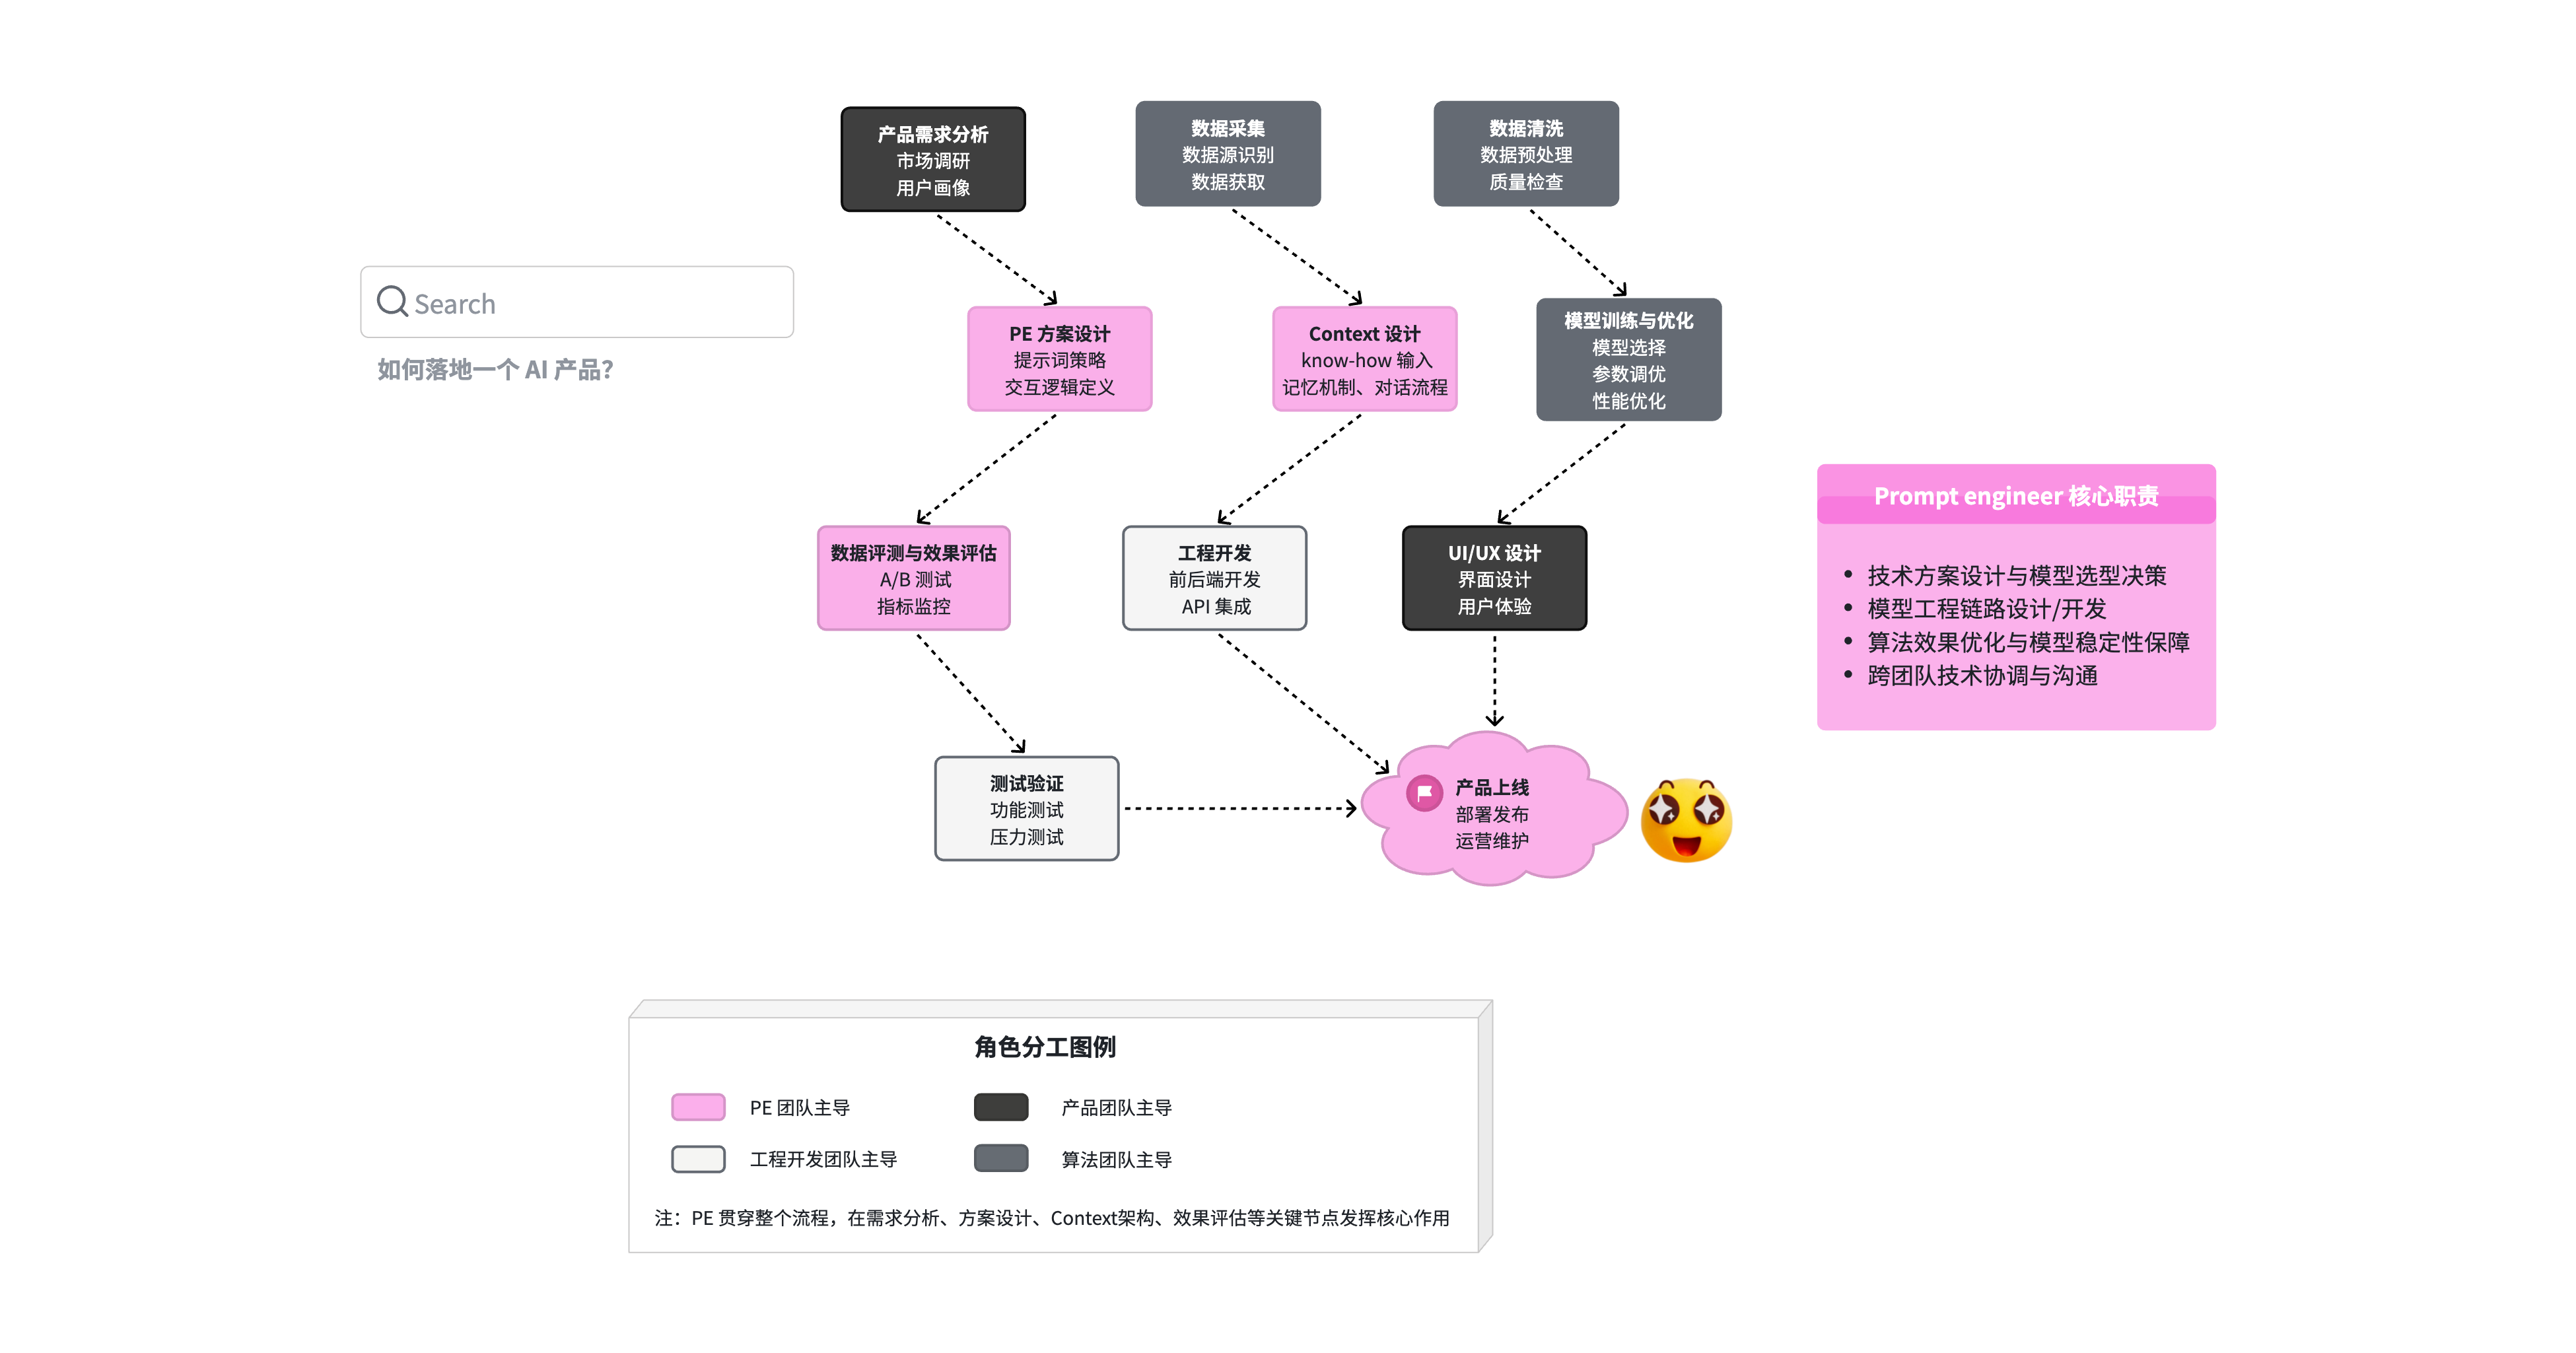 产品需求分析
市场调研
用户画像
数据采集
数据源识别
数据获取
数据清洗
数据预处理
质量检查
Search
如何落地一个 AI 产品？
PE 方案设计
提示词策略
交互逻辑定义
Context 设计
know-how 输入
记忆机制、对话流程
模型训练与优化
模型选择
参数调优
性能优化
数据评测与效果评估
A/B 测试
指标监控
工程开发
前后端开发
API 集成
UI/UX 设计
界面设计
用户体验
Prompt engineer 核心职责
• 技术方案设计与模型选型决策
• 模型工程链路设计/开发
• 算法效果优化与模型稳定性保障
• 跨团队技术协调与沟通
测试验证
功能测试
压力测试
产品上线
部署发布
运营维护
角色分工图例
PE 团队主导
产品团队主导
工程开发团队主导
算法团队主导
注：PE 贯穿整个流程，在需求分析、方案设计、Context架构、效果评估等关键节点发挥核心作用